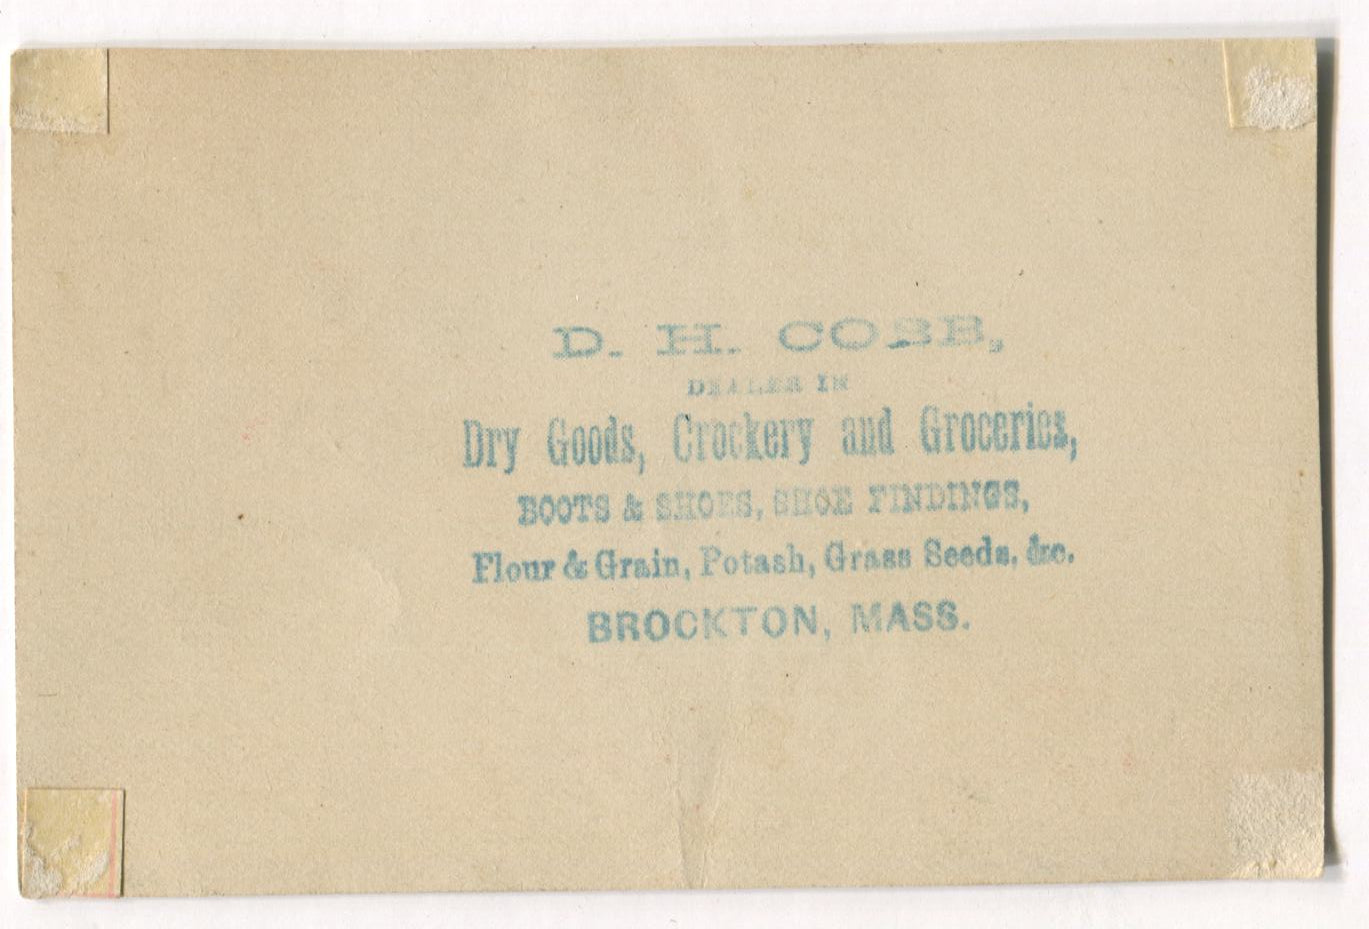 D. H. COBB,
DEALER IN
Dry Goods, Crockery and Groceries,
BOOTS & SHOES, SHOE FINDINGS,
Flour & Grain, Potash, Grass Seeds, &c.
BROCKTON, MASS.